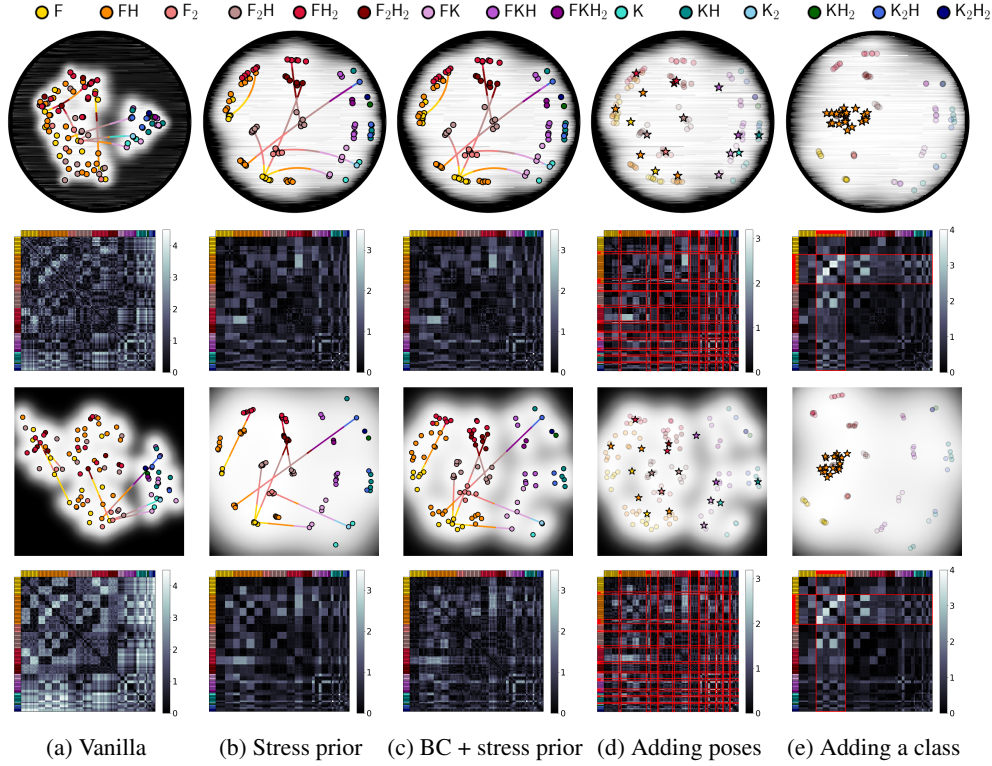 F FH F₂ F₂H FH₂ F₂H₂ FK FKH FKH₂ K KH K₂ KH₂ K₂H K₂H₂
4 3 2 1 0
3 2 1 0
3 2 1 0
3 2 1 0
4 3 2 1 0
4 3 2 1 0
3 2 1 0
3 2 1 0
3 2 1 0
4 3 2 1 0
(a) Vanilla (b) Stress prior (c) BC + stress prior (d) Adding poses (e) Adding a class